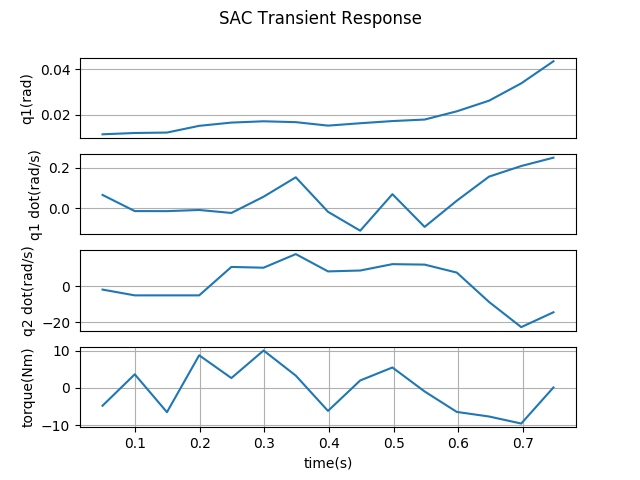 SAC Transient Response
q1(rad)
0.04
0.02
q1 dot(rad/s)
0.2
0.0
q2 dot(rad/s)
0
−20
torque(Nm)
10
0
−10
0.1 0.2 0.3 0.4 0.5 0.6 0.7
time(s)